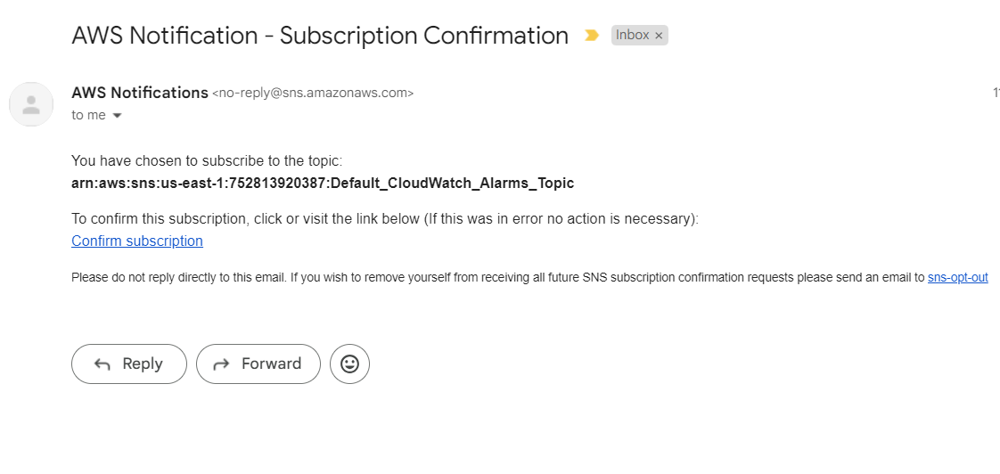 AWS Notification - Subscription Confirmation Inbox ×
AWS Notifications <no-reply@sns.amazonaws.com>
to me
You have chosen to subscribe to the topic:
arn:aws:sns:us-east-1:752813920387:Default_CloudWatch_Alarms_Topic
To confirm this subscription, click or visit the link below (If this was in error no action is necessary):
Confirm subscription
Please do not reply directly to this email. If you wish to remove yourself from receiving all future SNS subscription confirmation requests please send an email to sns-opt-out
Reply Forward